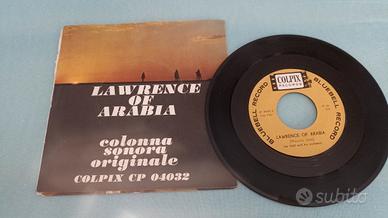 LAWRENCE
OF
ARABIA
colonna
sonora
originale
COLPIX CP 04032
COLPIX
RECORDS
BLUEBELL RECORD
BLUEBELL RECORD
LAWRENCE OF ARABIA
subito